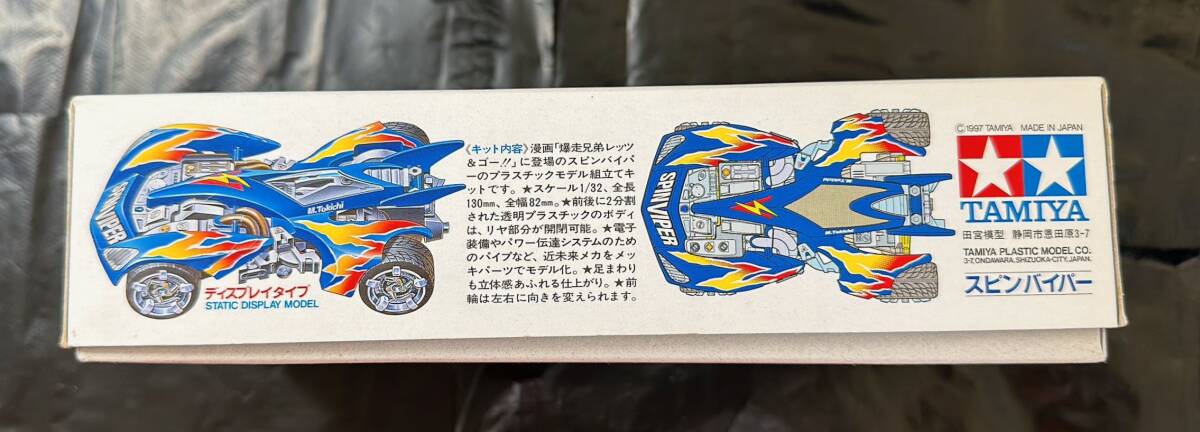 SPIN VIPER
M.Tokichi
ディスプレイタイプ
STATIC DISPLAY MODEL
《キット内容》漫画「爆走兄弟レッツ
&ゴー!!」に登場のスピンバイパ
ーのプラスチックモデル組立てキ
ットです。★スケール1/32、全長
130mm、全幅82mm。★前後に2分割
された透明プラスチックのボディ
は、リヤ部分が開閉可能。★電子
装備やパワー伝達システムのため
のパイプなど、近未来メカをメッ
キパーツでモデル化。★足まわり
も立体感あふれる仕上がり。★前
輪は左右に向きを変えられます。
SPIN VIPER
M.Tokichi
M.Tokichi
©1997 TAMIYA MADE IN JAPAN
TAMIYA
田宮模型 静岡市恩田原3-7
TAMIYA PLASTIC MODEL CO.
3-7, ONDAWARA, SHIZUOKA-CITY, JAPAN.
スピンバイパー